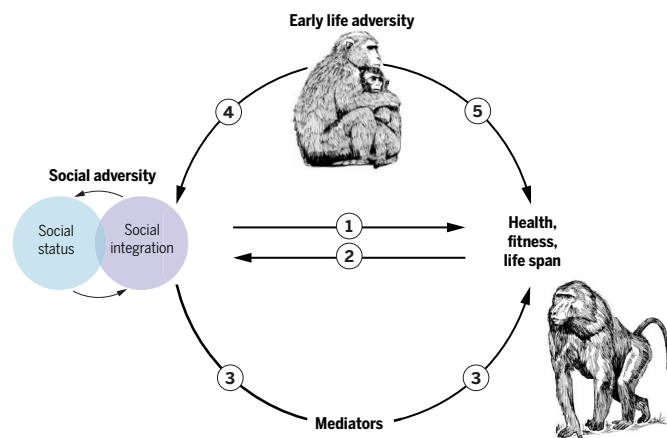 Early life adversity
4
5
Social adversity
Social
status
Social
integration
1
2
Health,
fitness,
life span
3
3
Mediators